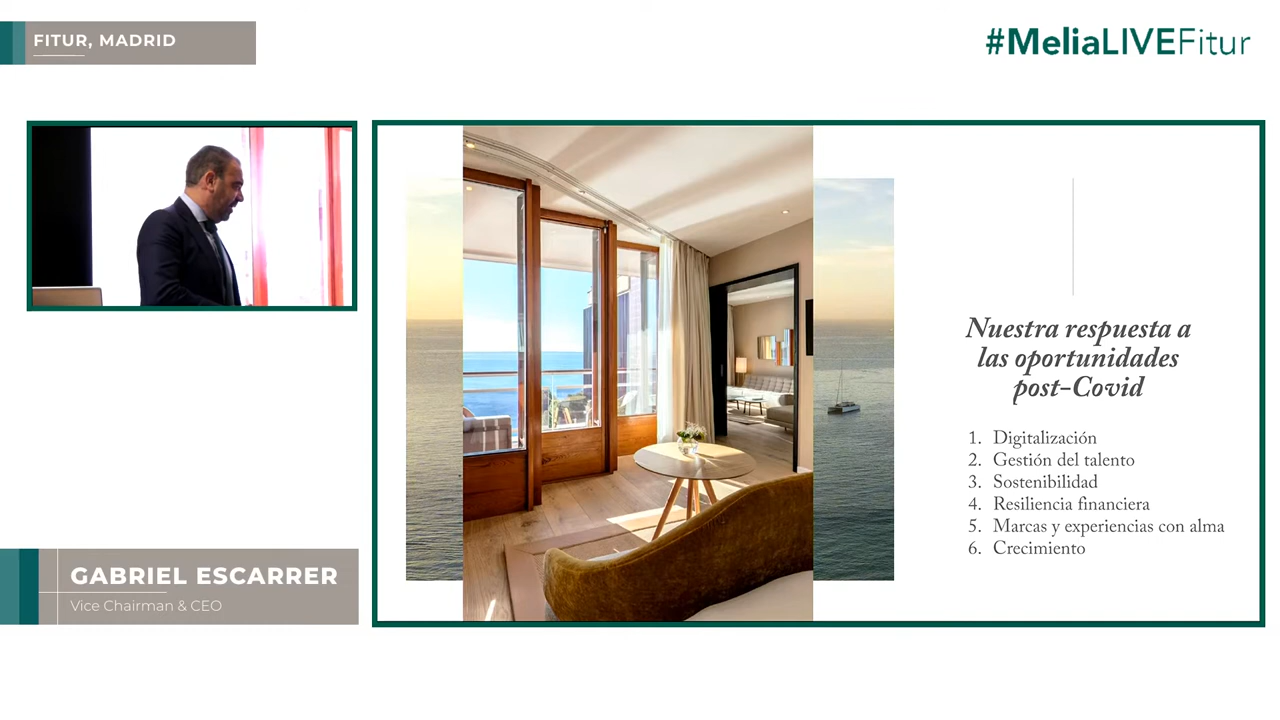 FITUR, MADRID
#MeliaLIVEFitur
Nuestra respuesta a
las oportunidades
post-Covid
1. Digitalización
2. Gestión del talento
3. Sostenibilidad
4. Resiliencia financiera
5. Marcas y experiencias con alma
6. Crecimiento
GABRIEL ESCARRER
Vice Chairman & CEO